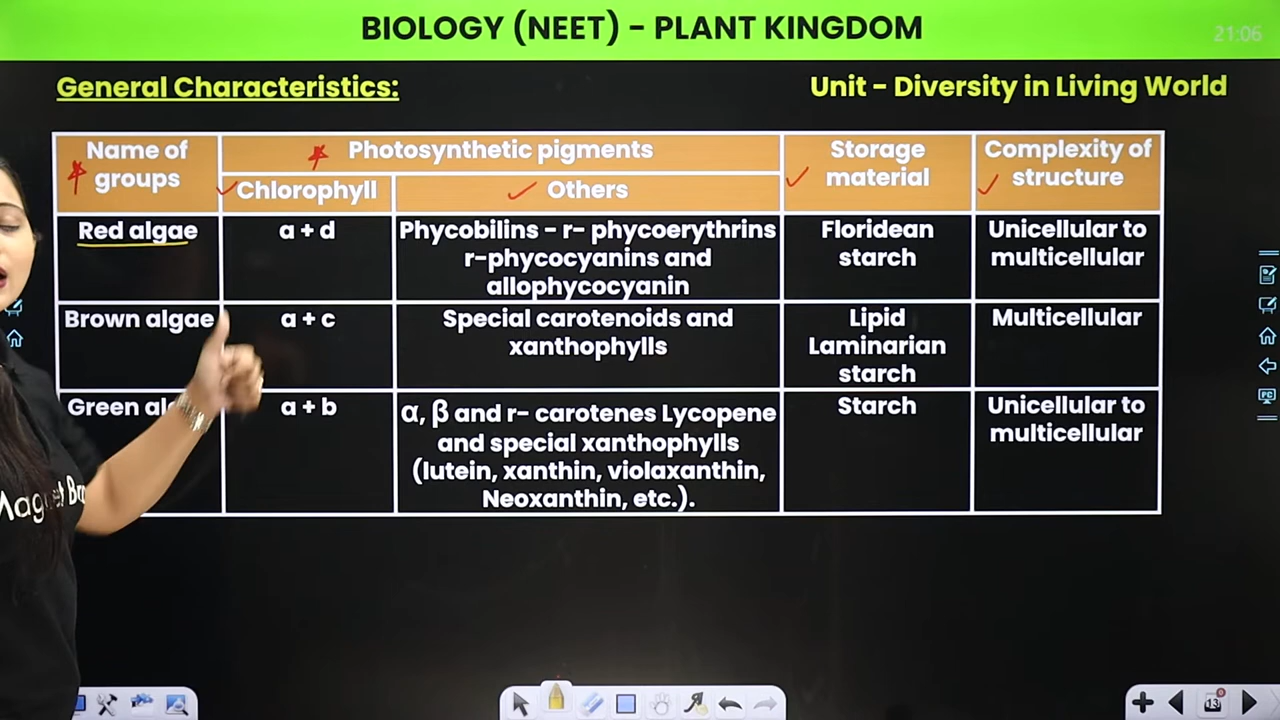 BIOLOGY (NEET) - PLANT KINGDOM
21:06
General Characteristics:
Unit - Diversity in Living World
Name of groups
Photosynthetic pigments
Chlorophyll
Others
Storage material
Complexity of structure
Red algae
a + d
Phycobilins - r- phycoerythrins
r-phycocyanins and
allophycocyanin
Floridean
starch
Unicellular to
multicellular
Brown algae
a + c
Special carotenoids and
xanthophylls
Lipid
Laminarian
starch
Multicellular
Green
a + b
α, β and r- carotenes Lycopene
and special xanthophylls
(lutein, xanthin, violaxanthin,
Neoxanthin, etc.).
Starch
Unicellular to
multicellular
13
PC